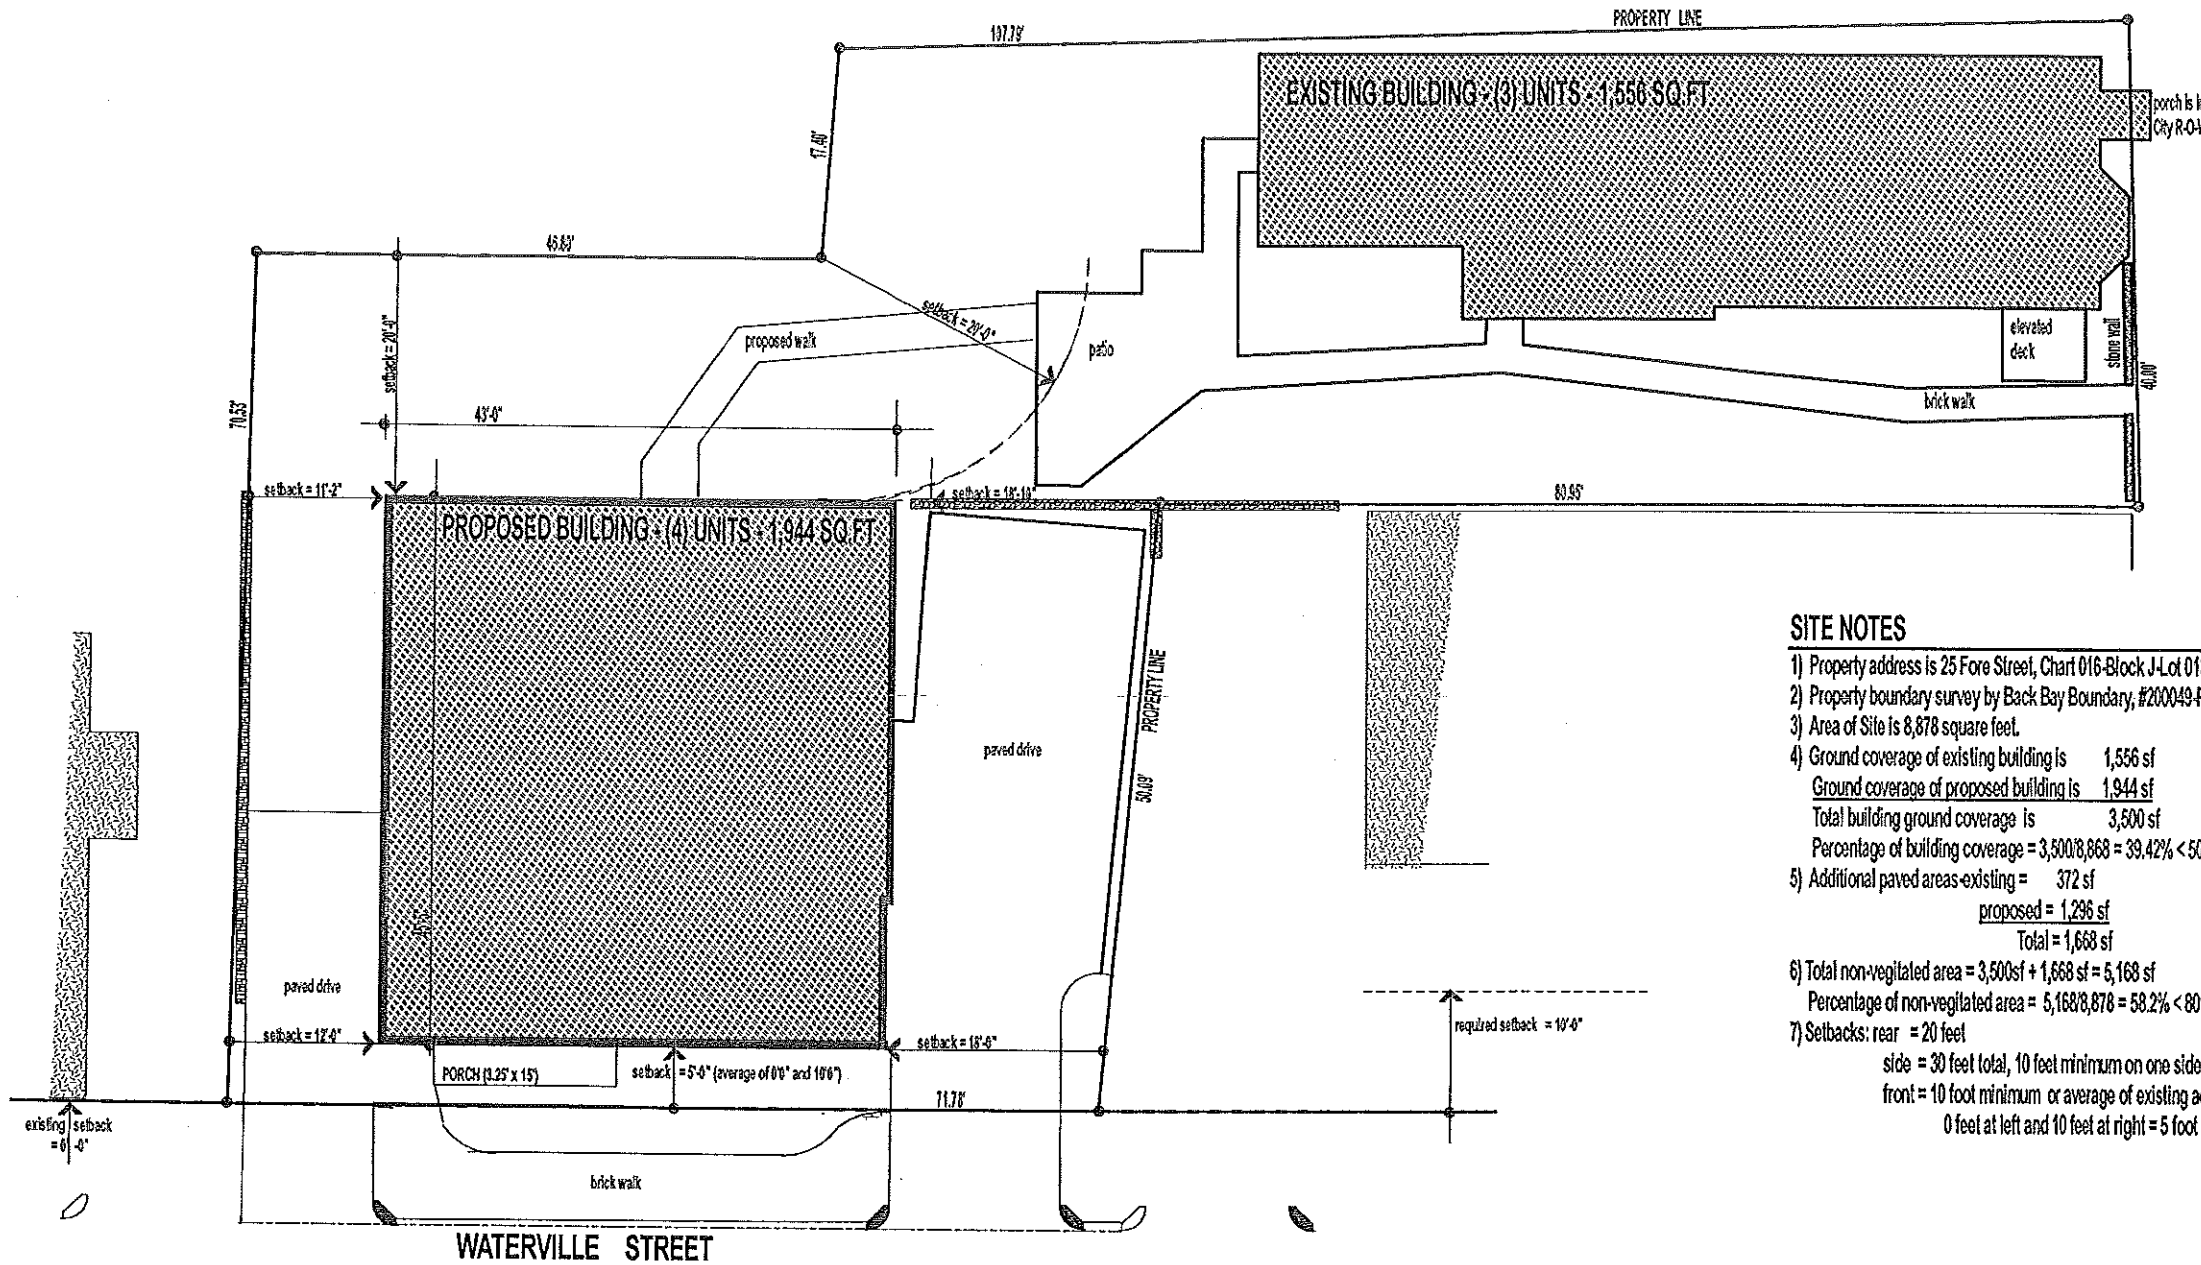 PROPERTY LINE
107.79'
EXISTING BUILDING - (3) UNITS - 1,556 SQ.FT
porch is
City R-O-
17.40'
setback = 20'-0"
proposed walk
setback = 20'-0"
patio
elevated
deck
stone wall
40.00'
brick walk
70.53'
43'-0"
setback = 11'-2"
setback = 18'-10"
80.95'
PROPOSED BUILDING - (4) UNITS - 1,944 SQ.FT
PROPERTY LINE
50.09'
paved drive
paved drive
setback = 12'-0"
setback = 18'-0"
required setback = 10'-0"
PORCH (3.25' x 15')
setback = 5'-0" (average of 0'0" and 10'0")
71.78'
existing setback
= 0'-0"
brick walk
WATERVILLE STREET
SITE NOTES
1) Property address is 25 Fore Street, Chart 016-Block J-Lot 01
2) Property boundary survey by Back Bay Boundary, #200049-
3) Area of Site is 8,878 square feet.
4) Ground coverage of existing building is 1,556 sf
Ground coverage of proposed building is 1,944 sf
Total building ground coverage is 3,500 sf
Percentage of building coverage = 3,500/8,868 = 39.42% < 50
5) Additional paved areas-existing = 372 sf
proposed = 1,296 sf
Total = 1,668 sf
6) Total non-vegitated area = 3,500sf + 1,668 sf = 5,168 sf
Percentage of non-vegitated area = 5,168/8,878 = 58.2% < 80
7) Setbacks: rear = 20 feet
side = 30 feet total, 10 feet minimum on one side
front = 10 foot minimum or average of existing
0 feet at left and 10 feet at right = 5 foot